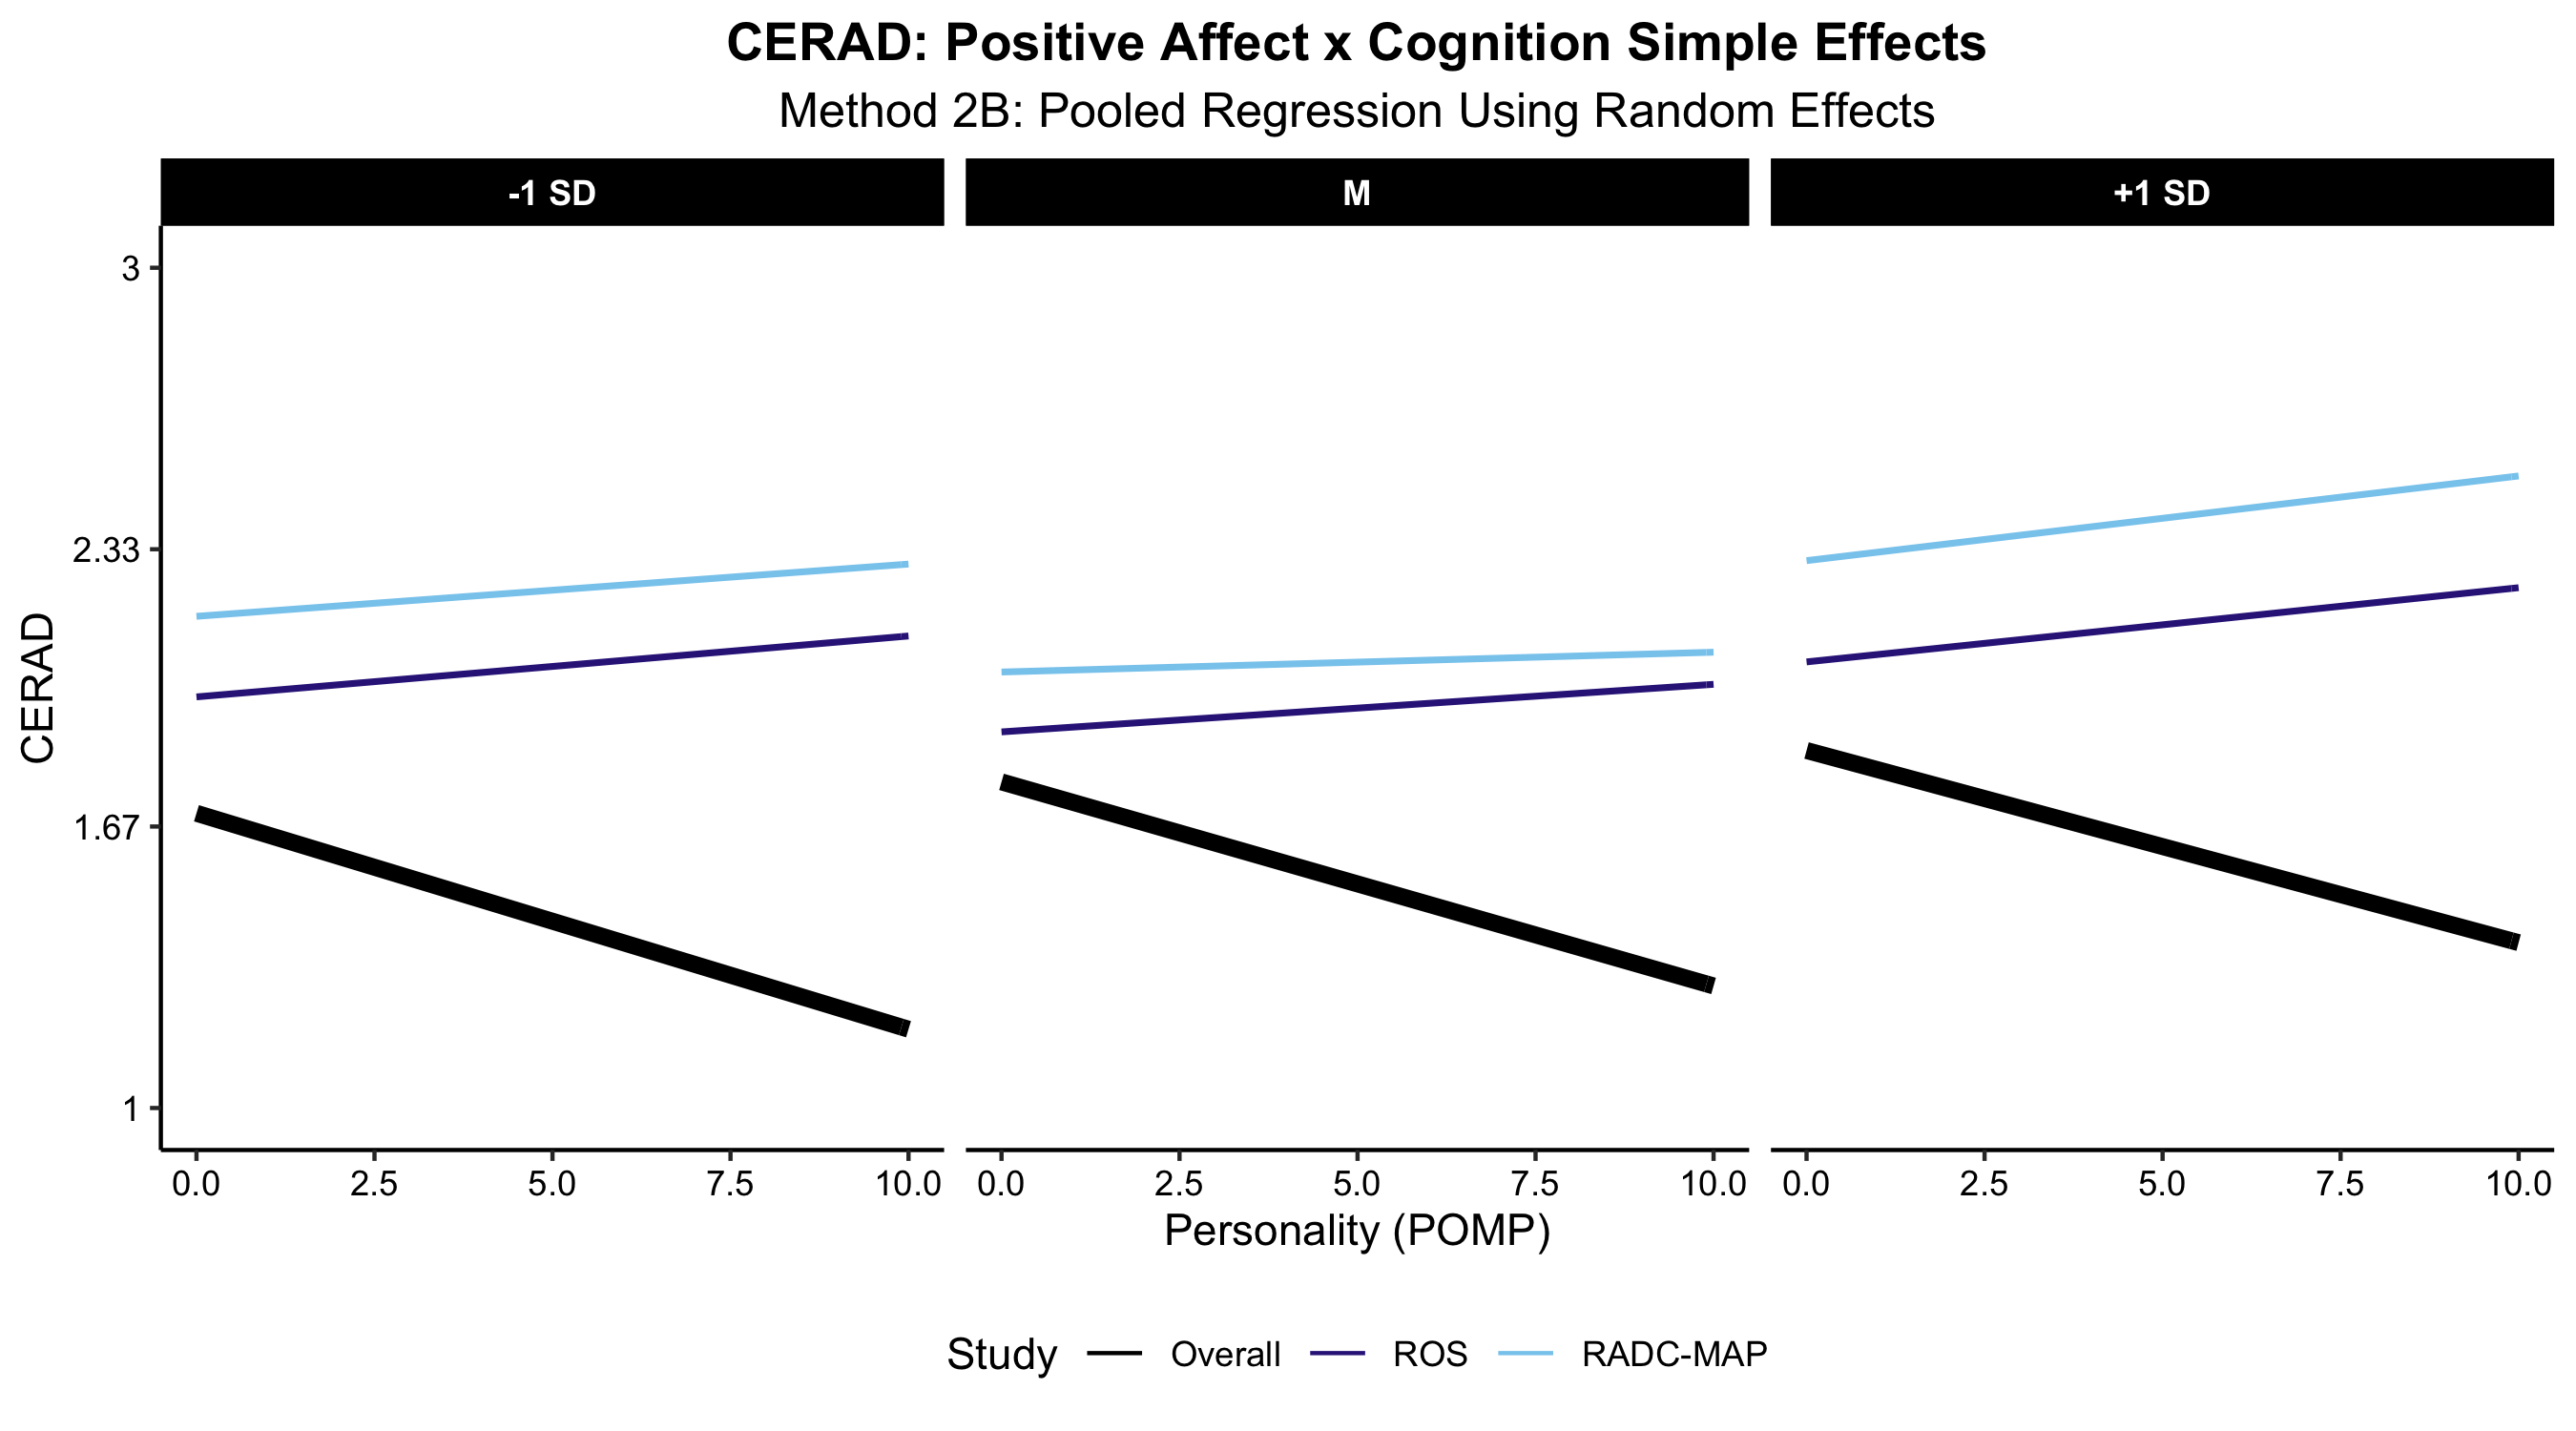 CERAD: Positive Affect x Cognition Simple Effects
Method 2B: Pooled Regression Using Random Effects
-1 SD M +1 SD
3
2.33
1.67
1
CERAD
0.0 2.5 5.0 7.5 10.0 0.0 2.5 5.0 7.5 10.0 0.0 2.5 5.0 7.5 10.0
Personality (POMP)
Study Overall ROS RADC-MAP